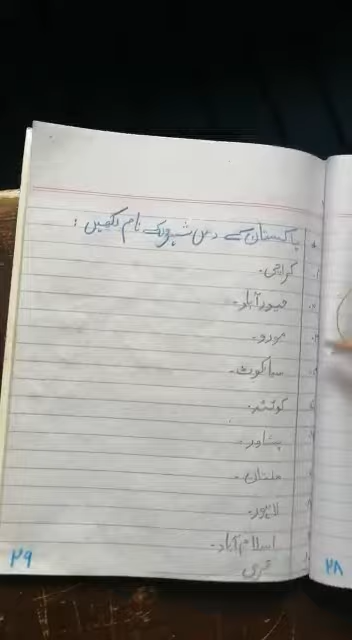 پاکستان کے دس شہروں کے نام لکھیں :
کراچی۔
حیدرآباد۔
مورو۔
سیالکوٹ۔
کوئٹہ۔
پشاور۔
ملتان۔
لاہور۔
اسلام آباد۔
مری
۲۹
۲۸